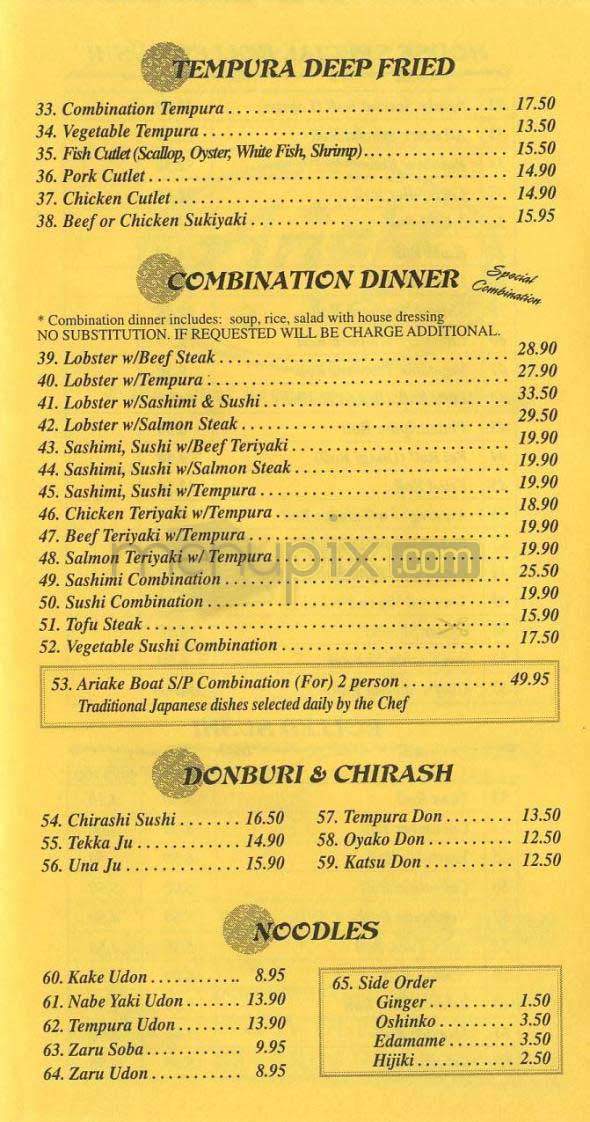 TEMPURA DEEP FRIED
33. Combination Tempura ........ 17.50
34. Vegetable Tempura ........ 13.50
35. Fish Cutlet (Scallop, Oyster, White Fish, Shrimp) ........ 15.50
36. Pork Cutlet ........ 14.90
37. Chicken Cutlet ........ 14.90
38. Beef or Chicken Sukiyaki ........ 15.95
COMBINATION DINNER
Special
Combination
* Combination dinner includes: soup, rice, salad with house dressing
NO SUBSTITUTION. IF REQUESTED WILL BE CHARGE ADDITIONAL.
39. Lobster w/Beef Steak ........ 28.90
40. Lobster w/Tempura ........ 27.90
41. Lobster w/Sashimi & Sushi ........ 33.50
42. Lobster w/Salmon Steak ........ 29.50
43. Sashimi, Sushi w/Beef Teriyaki ........ 19.90
44. Sashimi, Sushi w/Salmon Steak ........ 19.90
45. Sashimi, Sushi w/Tempura ........ 19.90
46. Chicken Teriyaki w/Tempura ........ 18.90
47. Beef Teriyaki w/Tempura ........ 19.90
48. Salmon Teriyaki w/ Tempura ........ 19.90
menupix.com
49. Sashimi Combination ........ 25.50
50. Sushi Combination ........ 19.90
51. Tofu Steak ........ 15.90
52. Vegetable Sushi Combination ........ 17.50
53. Ariake Boat S/P Combination (For) 2 person ........ 49.95
Traditional Japanese dishes selected daily by the Chef
DONBURI & CHIRASH
54. Chirashi Sushi ....... 16.50
55. Tekka Ju ........ 14.90
56. Una Ju ........ 15.90
57. Tempura Don ........ 13.50
58. Oyako Don ........ 12.50
59. Katsu Don ........ 12.50
NOODLES
60. Kake Udon ........ 8.95
61. Nabe Yaki Udon ....... 13.90
62. Tempura Udon ........ 13.90
63. Zaru Soba ........ 9.95
64. Zaru Udon ........ 8.95
65. Side Order
Ginger ........ 1.50
Oshinko ........ 3.50
Edamame ........ 3.50
Hijiki ........ 2.50